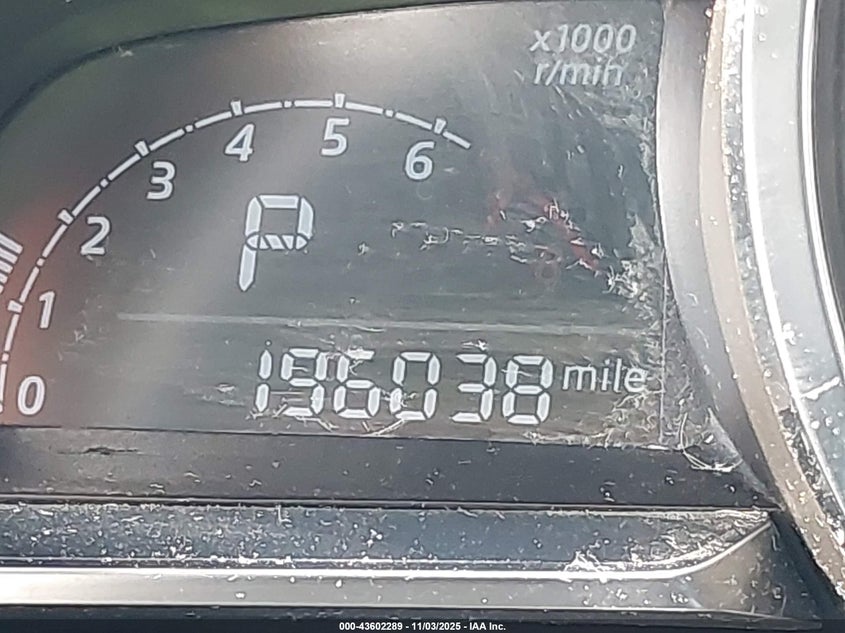 x1000
r/min
0 1 2 3 4 5 6
P
196038 mile
000-43602289 - 11/03/2025 - IAA Inc.